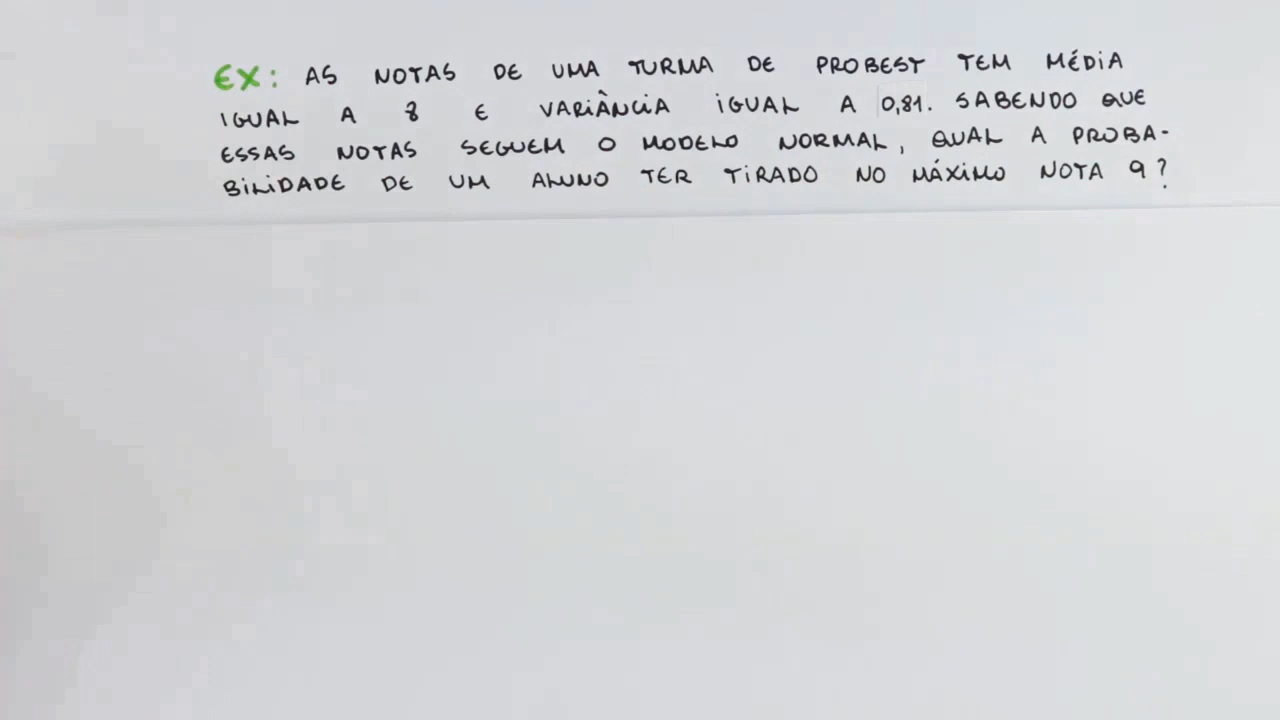 EX: AS NOTAS DE UMA TURMA DE PROBEST TEM MÉDIA
IGUAL A 8 E VARIÂNCIA IGUAL A 0,81. SABENDO QUE
ESSAS NOTAS SEGUEM O MODELO NORMAL, QUAL A PROBA-
BILIDADE DE UM ALUNO TER TIRADO NO MÁXIMO NOTA 9?